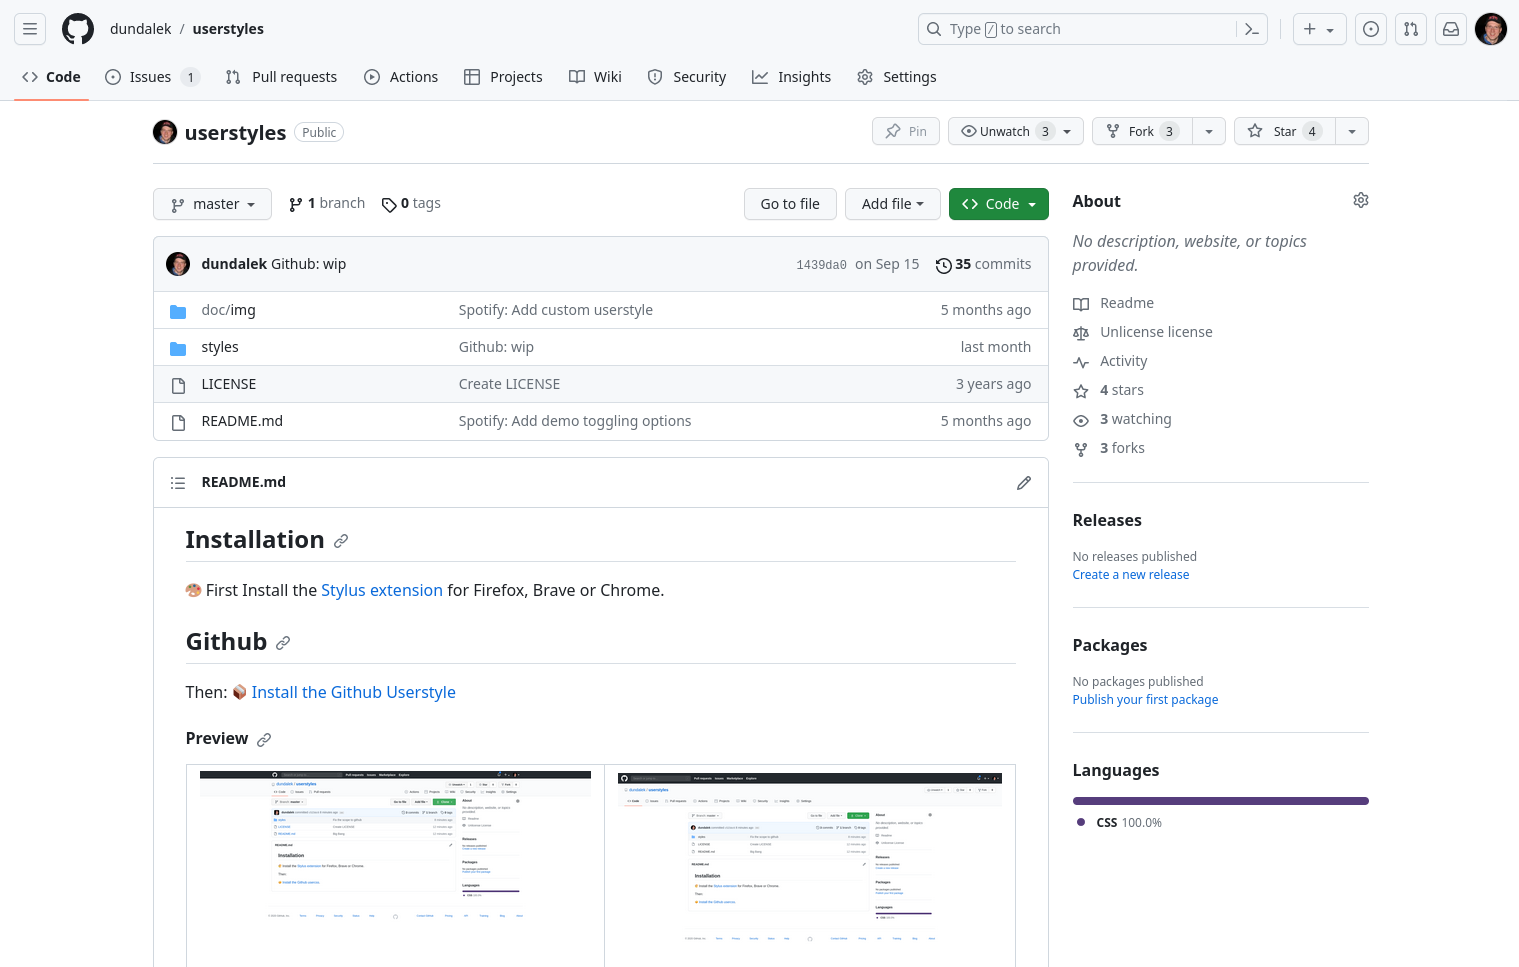 dundalek / userstyles
Type / to search
Code
Issues 1
Pull requests
Actions
Projects
Wiki
Security
Insights
Settings
userstyles Public
Pin
Unwatch 3
Fork 3
Star 4
master
1 branch
0 tags
Go to file
Add file
Code
dundalek Github: wip
1439da0 on Sep 15
35 commits
doc/img Spotify: Add custom userstyle 5 months ago
styles Github: wip last month
LICENSE Create LICENSE 3 years ago
README.md Spotify: Add demo toggling options 5 months ago
README.md
Installation
First Install the Stylus extension for Firefox, Brave or Chrome.
Github
Then: Install the Github Userstyle
Preview
About
No description, website, or topics
provided.
Readme
Unlicense license
Activity
4 stars
3 watching
3 forks
Releases
No releases published
Create a new release
Packages
No packages published
Publish your first package
Languages
CSS 100.0%